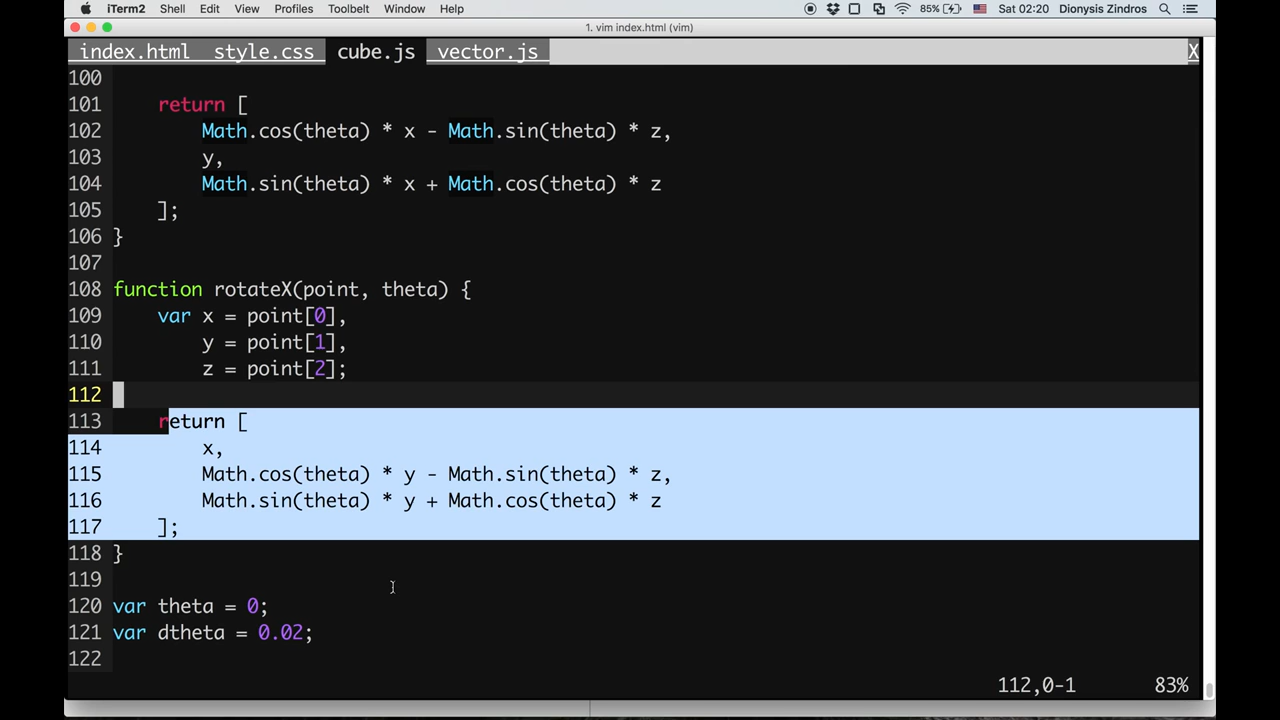 iTerm2 Shell Edit View Profiles Toolbelt Window Help 85% Sat 02:20 Dionysis Zindros
1. vim index.html (vim)
index.html style.css cube.js vector.js X
100
101 return [
102 Math.cos(theta) * x - Math.sin(theta) * z,
103 y,
104 Math.sin(theta) * x + Math.cos(theta) * z
105 ];
106 }
107
108 function rotateX(point, theta) {
109 var x = point[0],
110 y = point[1],
111 z = point[2];
112
113 return [
114 x,
115 Math.cos(theta) * y - Math.sin(theta) * z,
116 Math.sin(theta) * y + Math.cos(theta) * z
117 ];
118 }
119
120 var theta = 0;
121 var dtheta = 0.02;
122
112,0-1 83%